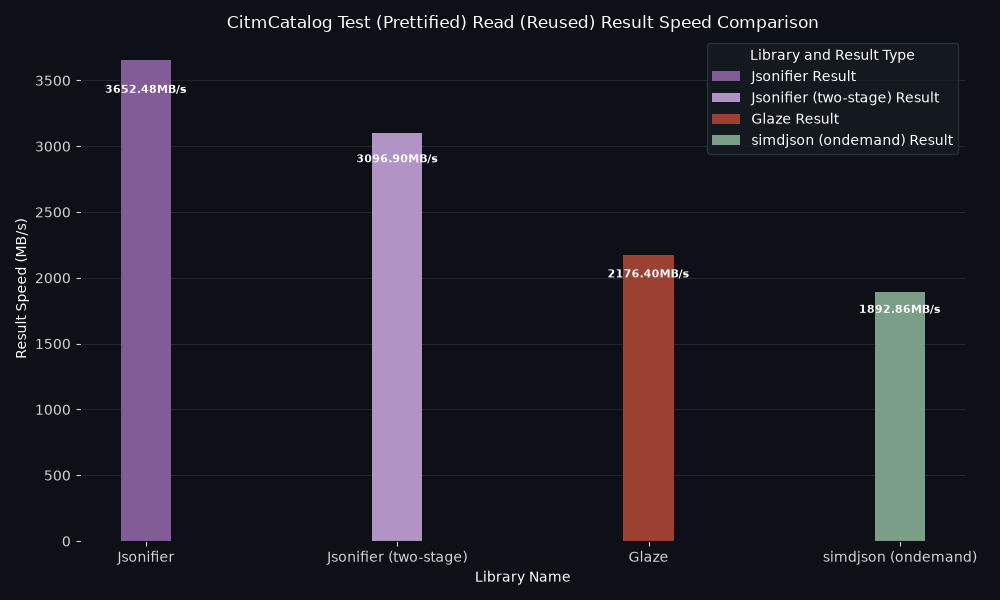 CitmCatalog Test (Prettified) Read (Reused) Result Speed Comparison
Library and Result Type
Jsonifier Result
Jsonifier (two-stage) Result
Glaze Result
simdjson (ondemand) Result
Result Speed (MB/s)
3500
3000
2500
2000
1500
1000
500
0
3652.48MB/s
3096.90MB/s
2176.40MB/s
1892.86MB/s
Jsonifier
Jsonifier (two-stage)
Glaze
simdjson (ondemand)
Library Name